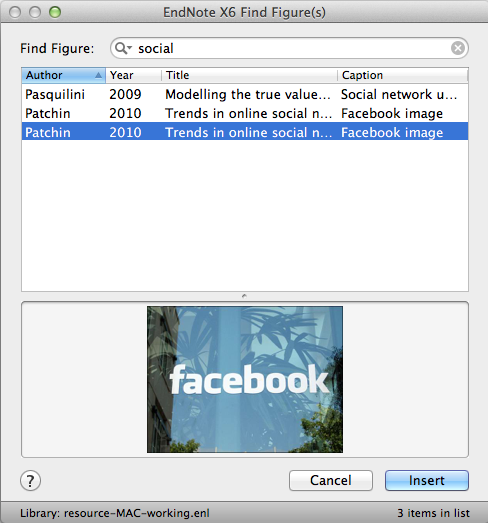 EndNote X6 Find Figure(s)
Find Figure: social
Author Year Title Caption
Pasquilini 2009 Modelling the true value... Social network u...
Patchin 2010 Trends in online social n... Facebook image
Patchin 2010 Trends in online social n... Facebook image
facebook
? Cancel Insert
Library: resource-MAC-working.enl 3 items in list